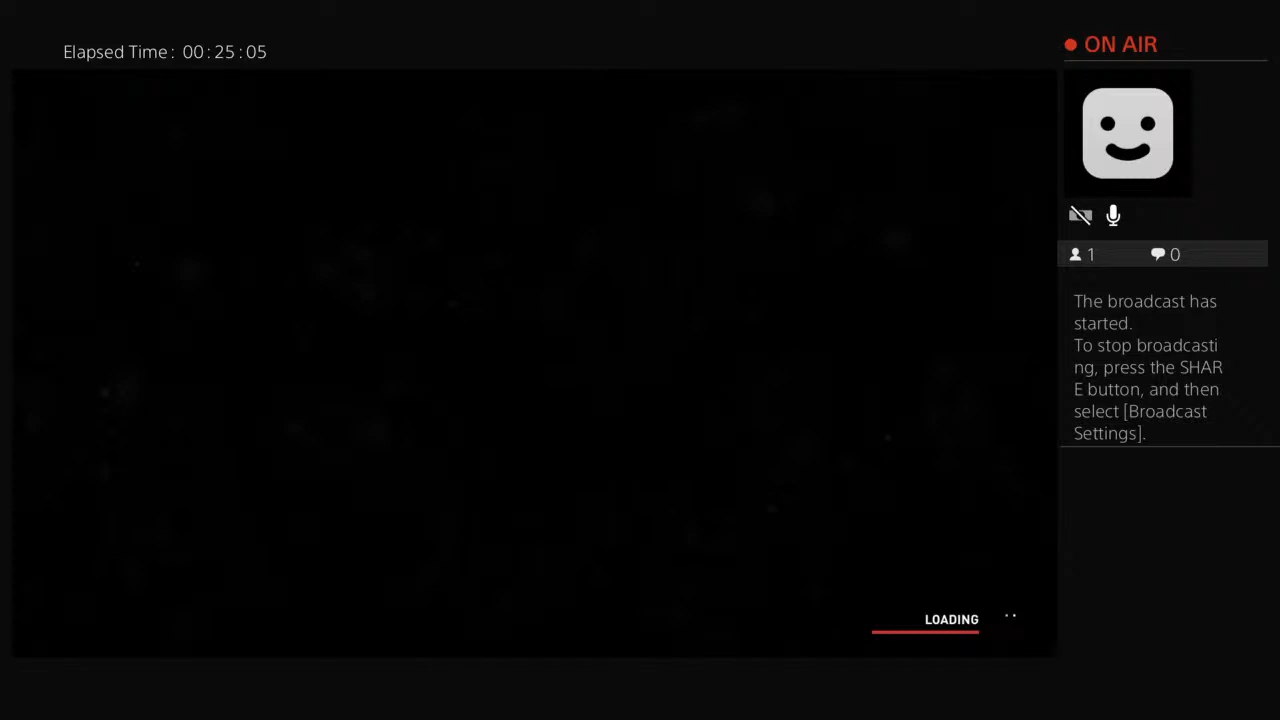 Elapsed Time: 00:25:05
ON AIR
1 0
The broadcast has
started.
To stop broadcasti
ng, press the SHAR
E button, and then
select [Broadcast
Settings].
LOADING